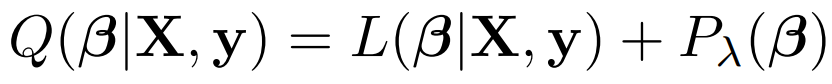 Q(β|X, y) = L(β|X, y) + P_λ(β)